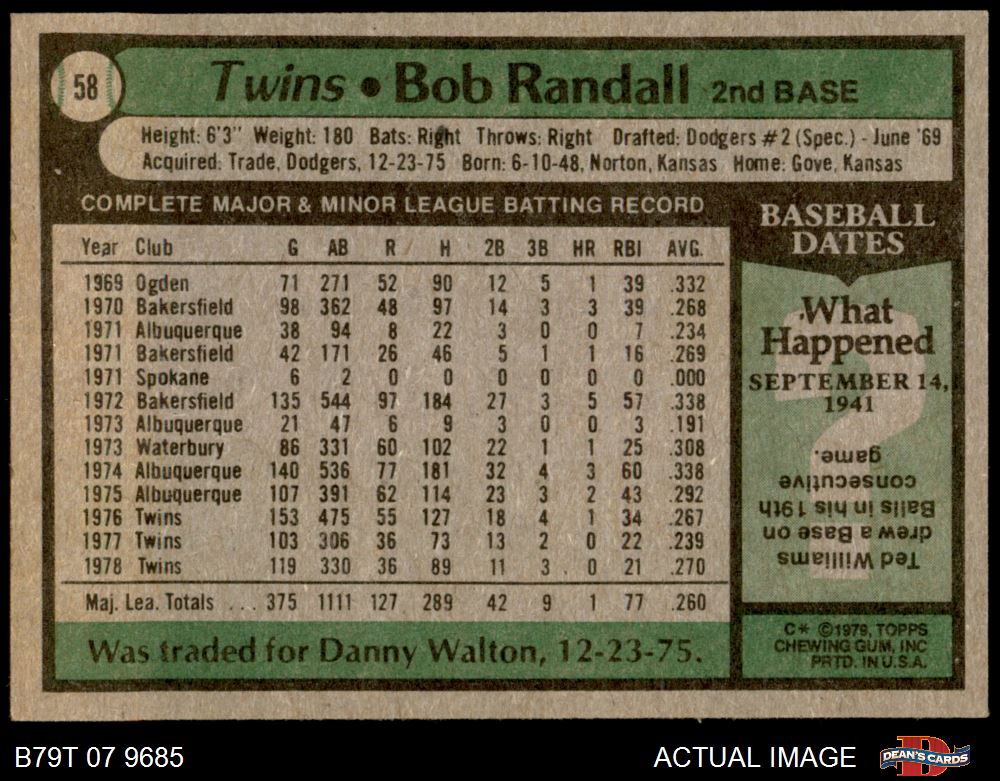 58
Twins • Bob Randall 2nd BASE
Height: 6'3" Weight: 180 Bats: Right Throws: Right Drafted: Dodgers #2 (Spec.) - June '69
Acquired: Trade, Dodgers, 12-23-75 Born: 6-10-48, Norton, Kansas Home: Gove, Kansas
COMPLETE MAJOR & MINOR LEAGUE BATTING RECORD
Year Club G AB R H 2B 3B HR RBI AVG.
1969 Ogden 71 271 52 90 12 5 1 39 .332
1970 Bakersfield 98 362 48 97 14 3 3 39 .268
1971 Albuquerque 38 94 8 22 3 0 0 7 .234
1971 Bakersfield 42 171 26 46 5 1 1 16 .269
1971 Spokane 6 2 0 0 0 0 0 0 .000
1972 Bakersfield 135 544 97 184 27 3 5 57 .338
1973 Albuquerque 21 47 6 9 3 0 0 3 .191
1973 Waterbury 86 331 60 102 22 1 1 25 .308
1974 Albuquerque 140 536 77 181 32 4 3 60 .338
1975 Albuquerque 107 391 62 114 23 3 2 43 .292
1976 Twins 153 475 55 127 18 4 1 34 .267
1977 Twins 103 306 36 73 13 2 0 22 .239
1978 Twins 119 330 36 89 11 3 0 21 .270
Maj. Lea. Totals ... 375 1111 127 289 42 9 1 77 .260
Was traded for Danny Walton, 12-23-75.
BASEBALL
DATES
What
Happened
SEPTEMBER 14,
1941
Ted Williams
drew a Base on
Balls in his 19th
consecutive
game.
C* ©1979, TOPPS
CHEWING GUM, INC
PRTD. IN U.S.A.
B79T 07 9685
ACTUAL IMAGE
DEAN'S CARDS